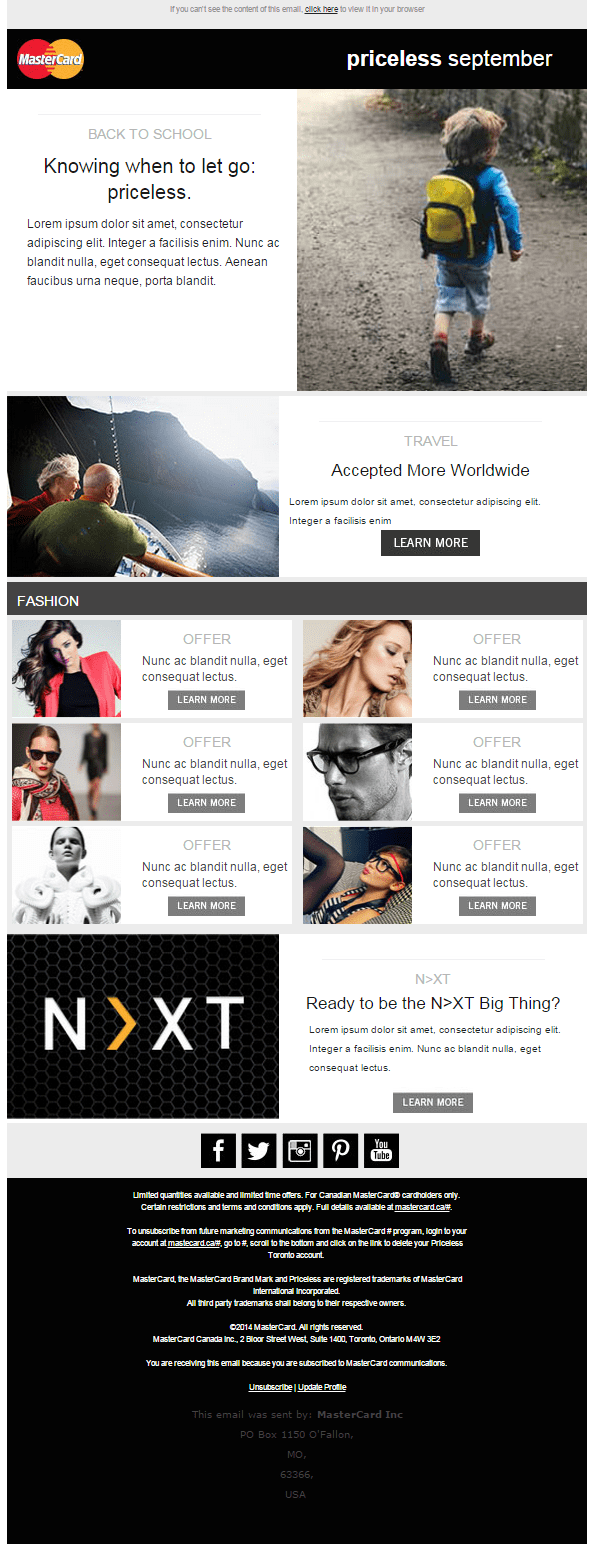 If you can't see the content of this email, click here to view it in your browser
MasterCard
priceless september
BACK TO SCHOOL
Knowing when to let go:
priceless.
Lorem ipsum dolor sit amet, consectetur
adipiscing elit. Integer a facilisis enim. Nunc ac
blandit nulla, eget consequat lectus. Aenean
faucibus urna neque, porta blandit.
TRAVEL
Accepted More Worldwide
Lorem ipsum dolor sit amet, consectetur adipiscing elit.
Integer a facilisis enim
LEARN MORE
FASHION
OFFER
Nunc ac blandit nulla, eget
consequat lectus.
LEARN MORE
OFFER
Nunc ac blandit nulla, eget
consequat lectus.
LEARN MORE
OFFER
Nunc ac blandit nulla, eget
consequat lectus.
LEARN MORE
OFFER
Nunc ac blandit nulla, eget
consequat lectus.
LEARN MORE
OFFER
Nunc ac blandit nulla, eget
consequat lectus.
LEARN MORE
OFFER
Nunc ac blandit nulla, eget
consequat lectus.
LEARN MORE
N>XT
N>XT
Ready to be the N>XT Big Thing?
Lorem ipsum dolor sit amet, consectetur adipiscing elit.
Integer a facilisis enim. Nunc ac blandit nulla, eget
consequat lectus.
LEARN MORE
You
Tube
Limited quantities available and limited time offers. For Canadian MasterCard® cardholders only.
Certain restrictions and terms and conditions apply. Full details available at mastercard.ca/#.
To unsubscribe from future marketing communications from the MasterCard # program, login to your
account at mastecard.ca/#, go to #, scroll to the bottom and click on the link to delete your Priceless
Toronto account.
MasterCard, the MasterCard Brand Mark and Priceless are registered trademarks of MasterCard
International Incorporated.
All third party trademarks shall belong to their respective owners.
©2014 MasterCard. All rights reserved.
MasterCard Canada Inc., 2 Bloor Street West, Suite 1400, Toronto, Ontario M4W 3E2
You are receiving this email because you are subscribed to MasterCard communications.
Unsubscribe | Update Profile
This email was sent by: MasterCard Inc
PO Box 1150 O'Fallon,
MO,
63366,
USA